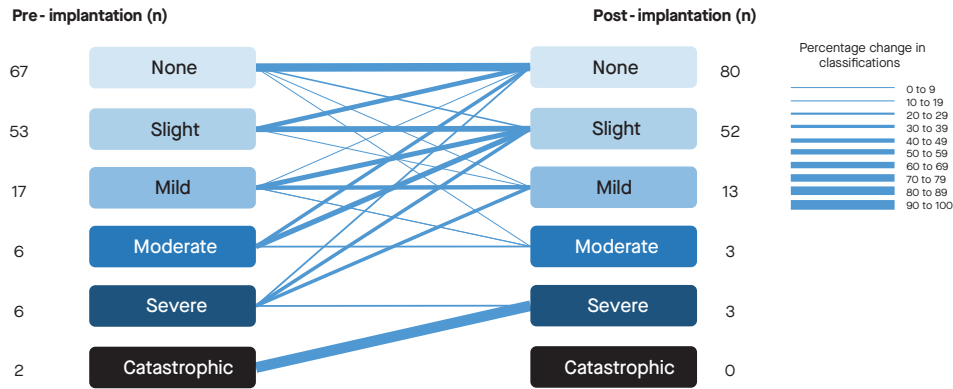 Pre - implantation (n)
Post - implantation (n)
67 None None 80
53 Slight Slight 52
17 Mild Mild 13
6 Moderate Moderate 3
6 Severe Severe 3
2 Catastrophic Catastrophic 0
Percentage change in
classifications
0 to 9
10 to 19
20 to 29
30 to 39
40 to 49
50 to 59
60 to 69
70 to 79
80 to 89
90 to 100